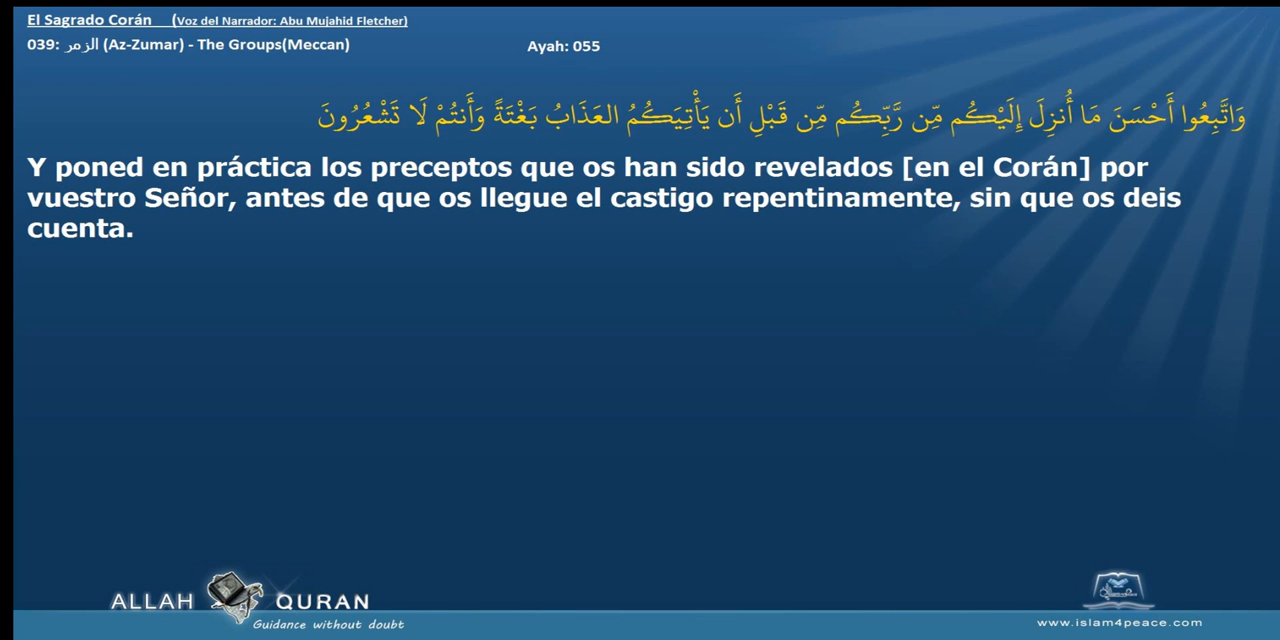 El Sagrado Corán (Voz del Narrador: Abu Mujahid Fletcher)
039: الزمر (Az-Zumar) - The Groups(Meccan) Ayah: 055
وَاتَّبِعُوا أَحْسَنَ مَا أُنزِلَ إِلَيْكُم مِّن رَّبِّكُم مِّن قَبْلِ أَن يَأْتِيَكُمُ العَذَابُ بَغْتَةً وَأَنتُمْ لَا تَشْعُرُونَ
Y poned en práctica los preceptos que os han sido revelados [en el Corán] por
vuestro Señor, antes de que os llegue el castigo repentinamente, sin que os deis
cuenta.
ALLAH QURAN
Guidance without doubt
www.islam4peace.com